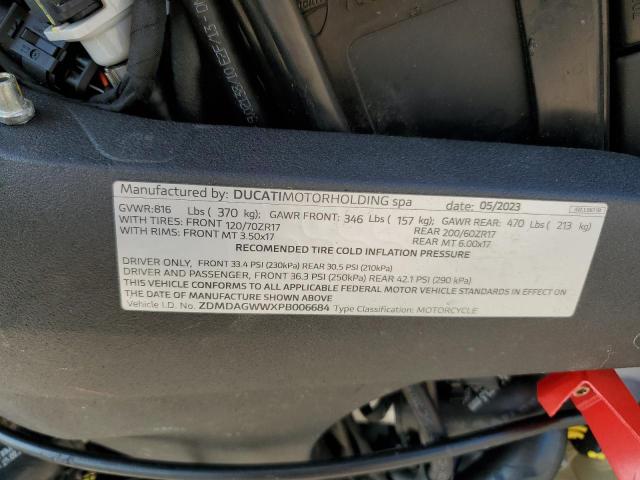 Manufactured by: DUCATIMOTORHOLDING spa date: 05/2023
GVWR:816 Lbs ( 370 kg); GAWR FRONT: 346 Lbs ( 157 kg); GAWR REAR: 470 Lbs ( 213 kg)
WITH TIRES: FRONT 120/70ZR17 REAR 200/60ZR17
WITH RIMS: FRONT MT 3.50x17 REAR MT 6.00x17
RECOMENDED TIRE COLD INFLATION PRESSURE
DRIVER ONLY, FRONT 33.4 PSI (230kPa) REAR 30.5 PSI (210kPa)
DRIVER AND PASSENGER, FRONT 36.3 PSI (250kPa) REAR 42.1 PSI (290 kPa)
THIS VEHICLE CONFORMS TO ALL APPLICABLE FEDERAL MOTOR VEHICLE STANDARDS IN EFFECT ON
THE DATE OF MANUFACTURE SHOWN ABOVE
Vehicle I.D. No. ZDMDAGWWXPB006684 Type Classification: MOTORCYCLE